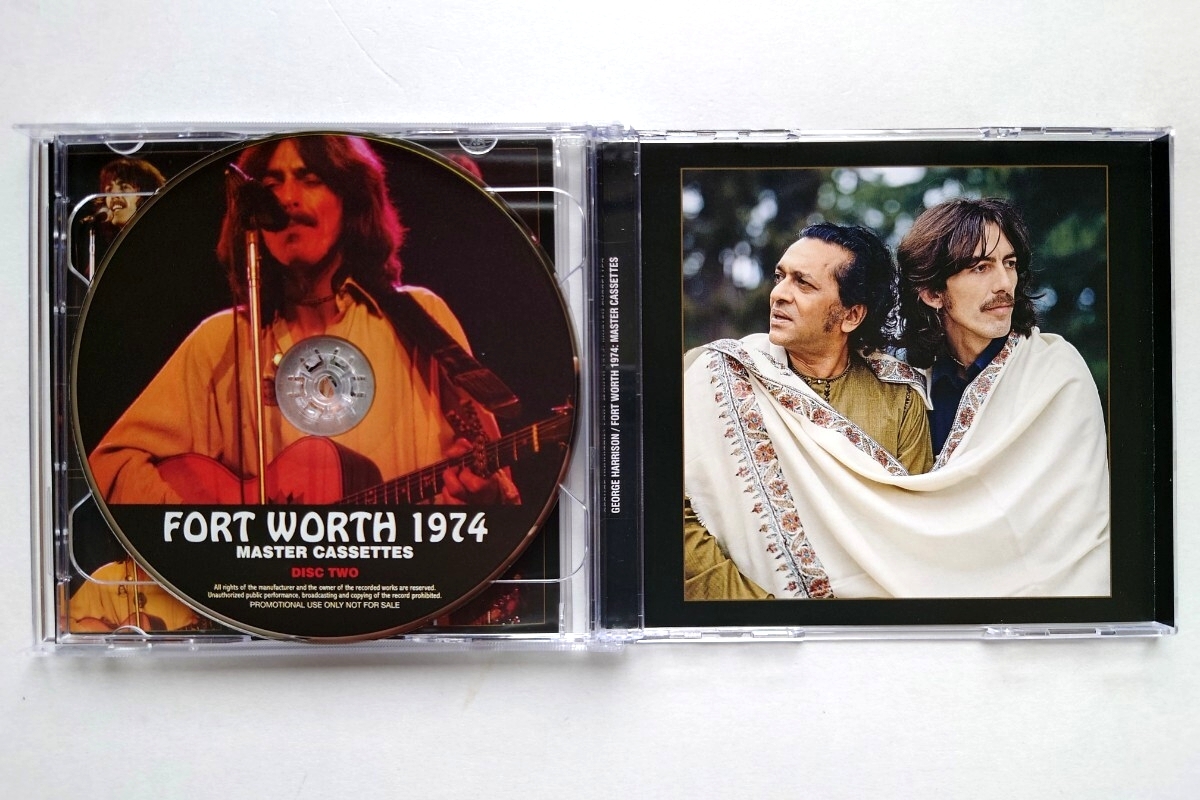 FORT WORTH 1974
MASTER CASSETTES
DISC TWO
All rights of the manufacturer and the owner of the recorded works are reserved.
Unauthorized public performance, broadcasting and copying of the record prohibited.
PROMOTIONAL USE ONLY NOT FOR SALE
GEORGE HARRISON / FORT WORTH 1974: MASTER CASSETTES